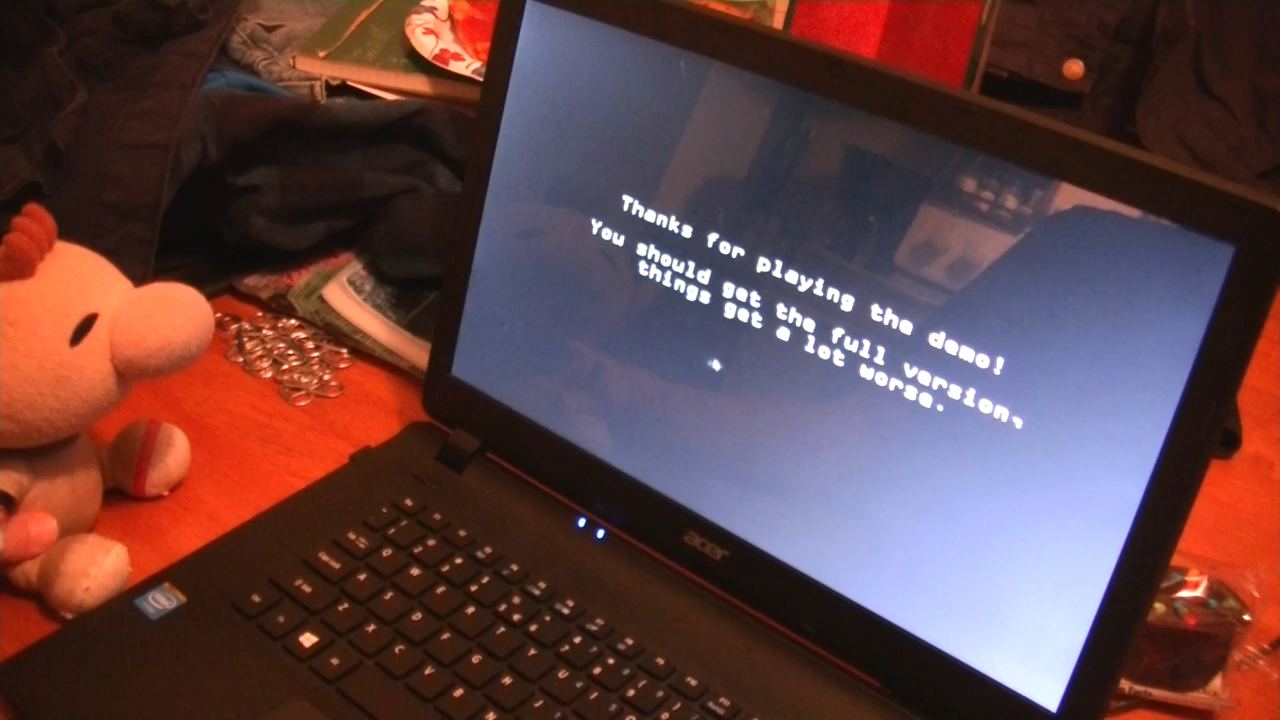 Thanks for playing the demo!
You should get the full version,
things get a lot worse.
acer
Q W E R T Y
A S D F G H
Z X C V B N